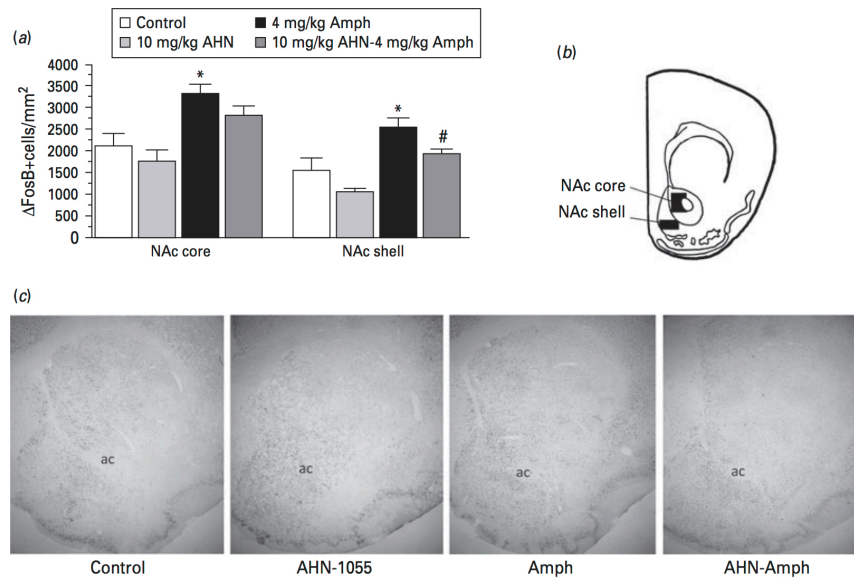 (a)
Control
4 mg/kg Amph
10 mg/kg AHN
10 mg/kg AHN-4 mg/kg Amph
ΔFosB+cells/mm²
4000
3500
3000
2500
2000
1500
1000
500
0
*
*
#
NAc core
NAc shell
(b)
NAc core
NAc shell
(c)
ac
ac
ac
ac
Control
AHN-1055
Amph
AHN-Amph